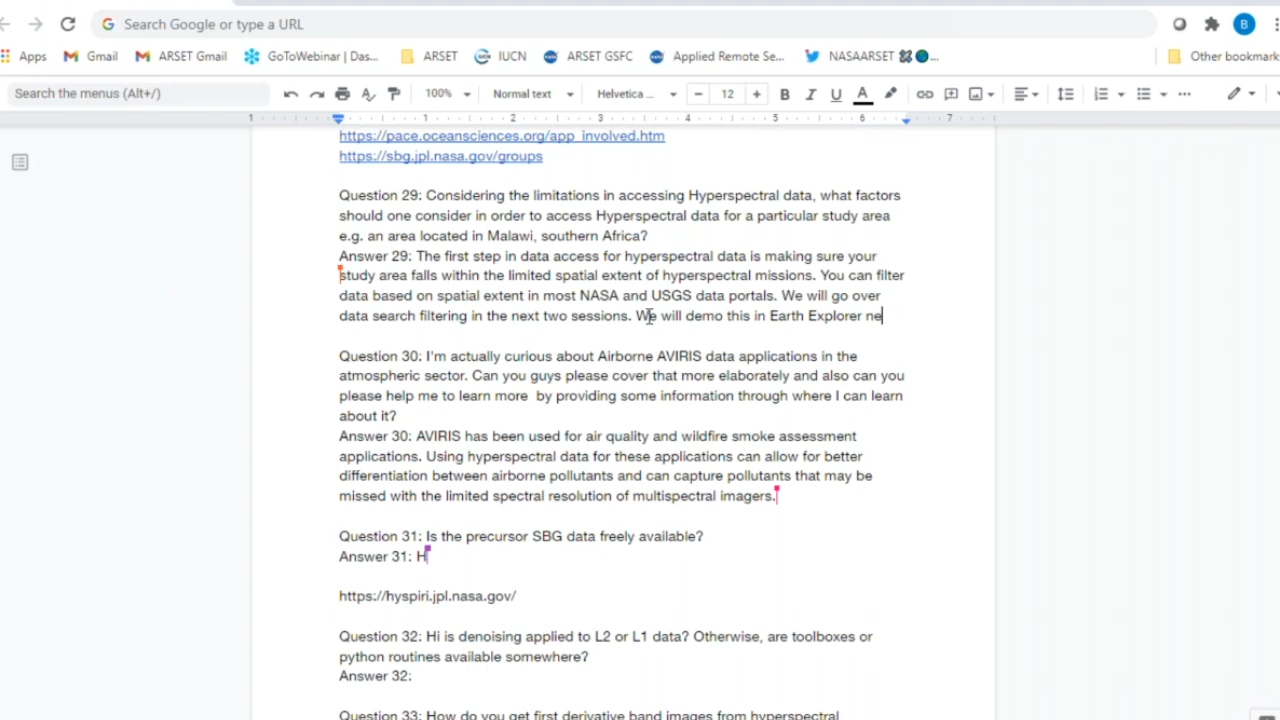 Search Google or type a URL
B
Apps Gmail ARSET Gmail GoToWebinar | Das... ARSET IUCN ARSET GSFC Applied Remote Se... NASAARSET ... Other bookmark
Search the menus (Alt+/) 100% Normal text Helvetica ... − 12 + B I U A
1 1 2 3 4 5 6 7
https://pace.oceansciences.org/app_involved.htm
https://sbg.jpl.nasa.gov/groups
Question 29: Considering the limitations in accessing Hyperspectral data, what factors
should one consider in order to access Hyperspectral data for a particular study area
e.g. an area located in Malawi, southern Africa?
Answer 29: The first step in data access for hyperspectral data is making sure your
study area falls within the limited spatial extent of hyperspectral missions. You can filter
data based on spatial extent in most NASA and USGS data portals. We will go over
data search filtering in the next two sessions. We will demo this in Earth Explorer ne
Question 30: I'm actually curious about Airborne AVIRIS data applications in the
atmospheric sector. Can you guys please cover that more elaborately and also can you
please help me to learn more  by providing some information through where I can learn
about it?
Answer 30: AVIRIS has been used for air quality and wildfire smoke assessment
applications. Using hyperspectral data for these applications can allow for better
differentiation between airborne pollutants and can capture pollutants that may be
missed with the limited spectral resolution of multispectral imagers.
Question 31: Is the precursor SBG data freely available?
Answer 31: H
https://hyspiri.jpl.nasa.gov/
Question 32: Hi is denoising applied to L2 or L1 data? Otherwise, are toolboxes or
python routines available somewhere?
Answer 32:
Question 33: How do you get first derivative band images from hyperspectral